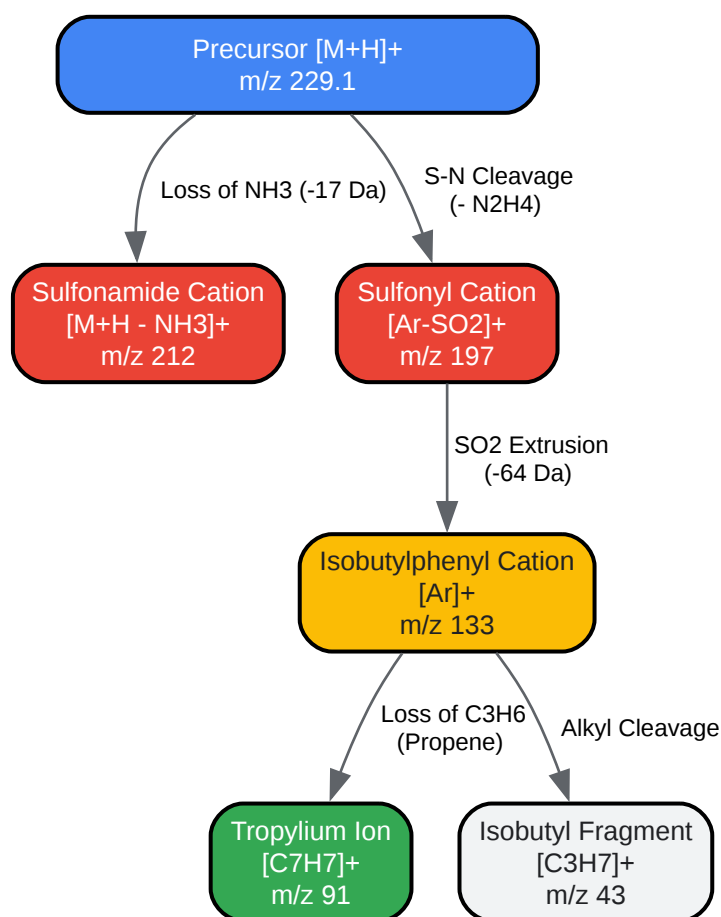 Precursor [M+H]+
m/z 229.1
Loss of NH3 (-17 Da)
S-N Cleavage
(- N2H4)
Sulfonamide Cation
[M+H - NH3]+
m/z 212
Sulfonyl Cation
[Ar-SO2]+
m/z 197
SO2 Extrusion
(-64 Da)
Isobutylphenyl Cation
[Ar]+
m/z 133
Loss of C3H6
(Propene)
Alkyl Cleavage
Tropylium Ion
[C7H7]+
m/z 91
Isobutyl Fragment
[C3H7]+
m/z 43